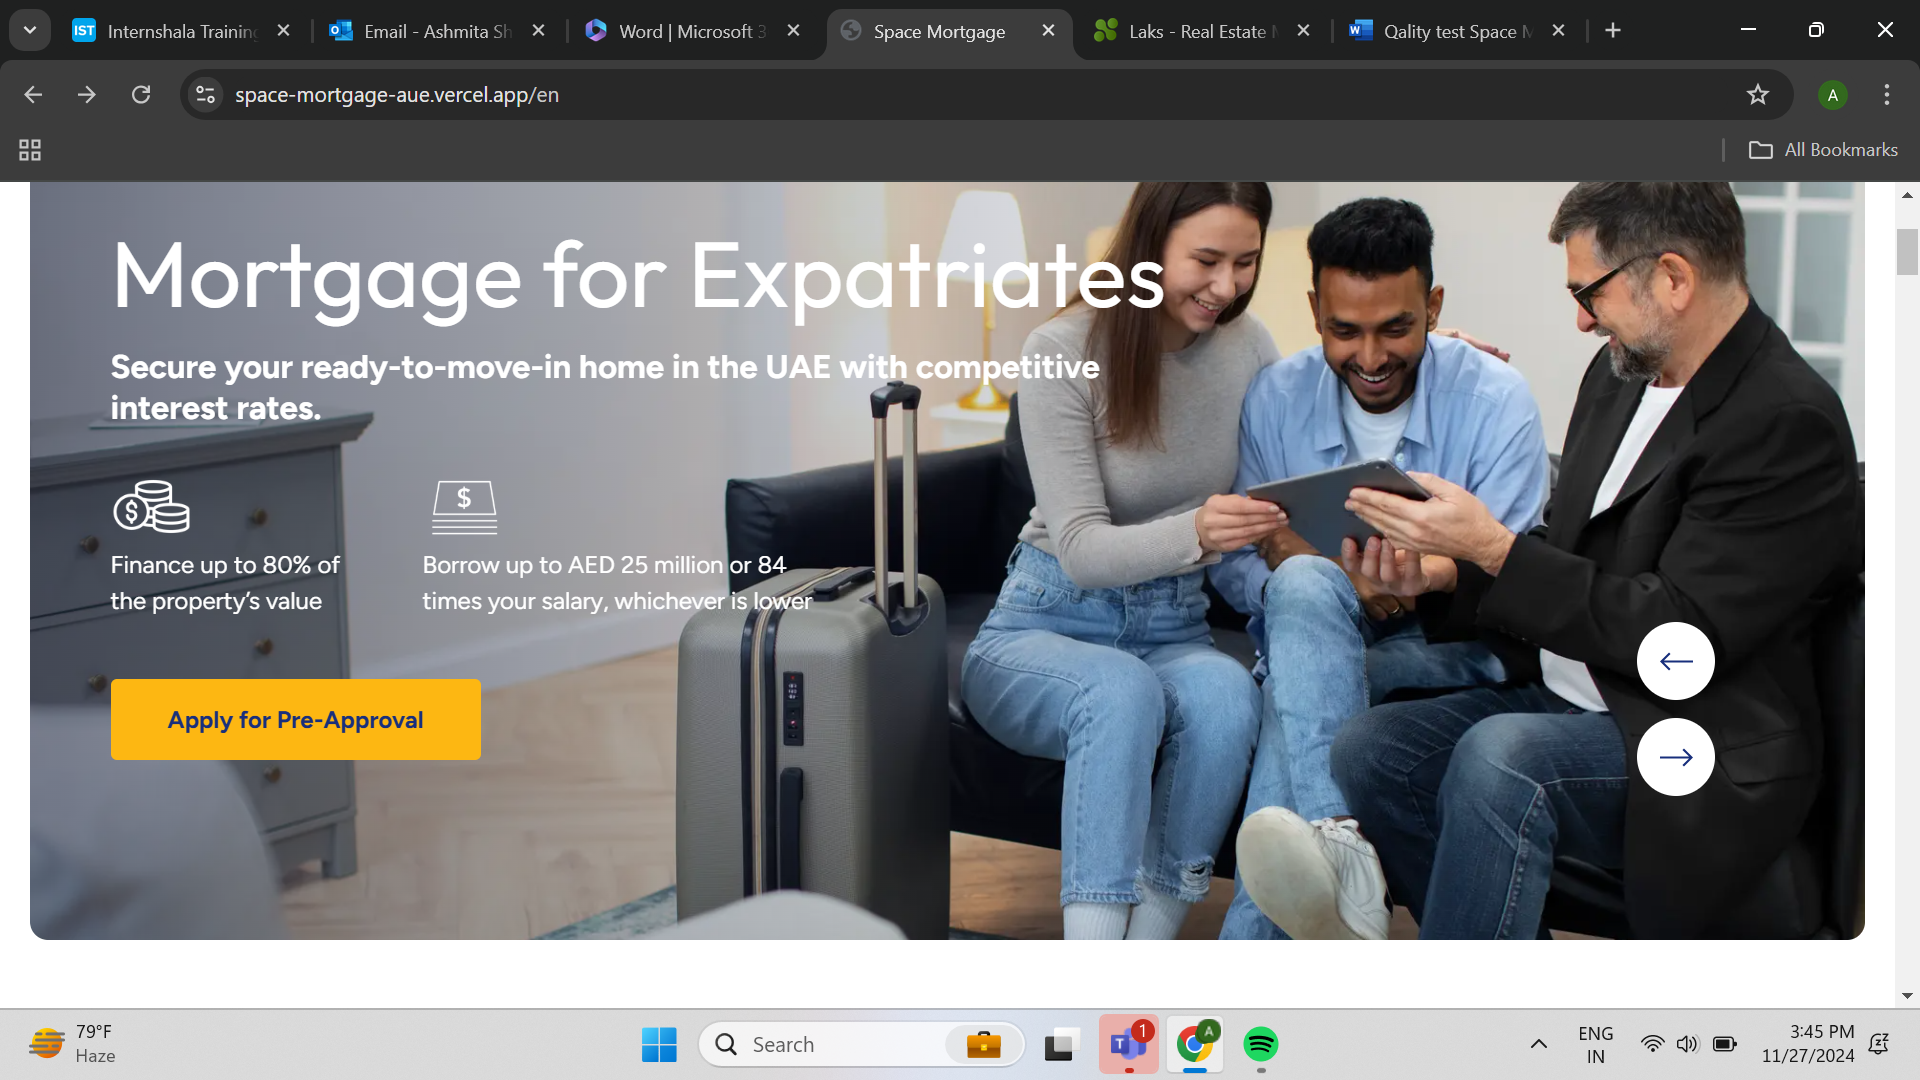 IST Internshala Training
Email - Ashmita Sh
Word | Microsoft 3
Space Mortgage
Laks - Real Estate
Qality test Space M
space-mortgage-aue.vercel.app/en
A
All Bookmarks
Mortgage for Expatriates
Secure your ready-to-move-in home in the UAE with competitive
interest rates.
Finance up to 80% of
the property’s value
Borrow up to AED 25 million or 84
times your salary, whichever is lower
Apply for Pre-Approval
79°F
Haze
Search
1
A
ENG
IN
3:45 PM
11/27/2024